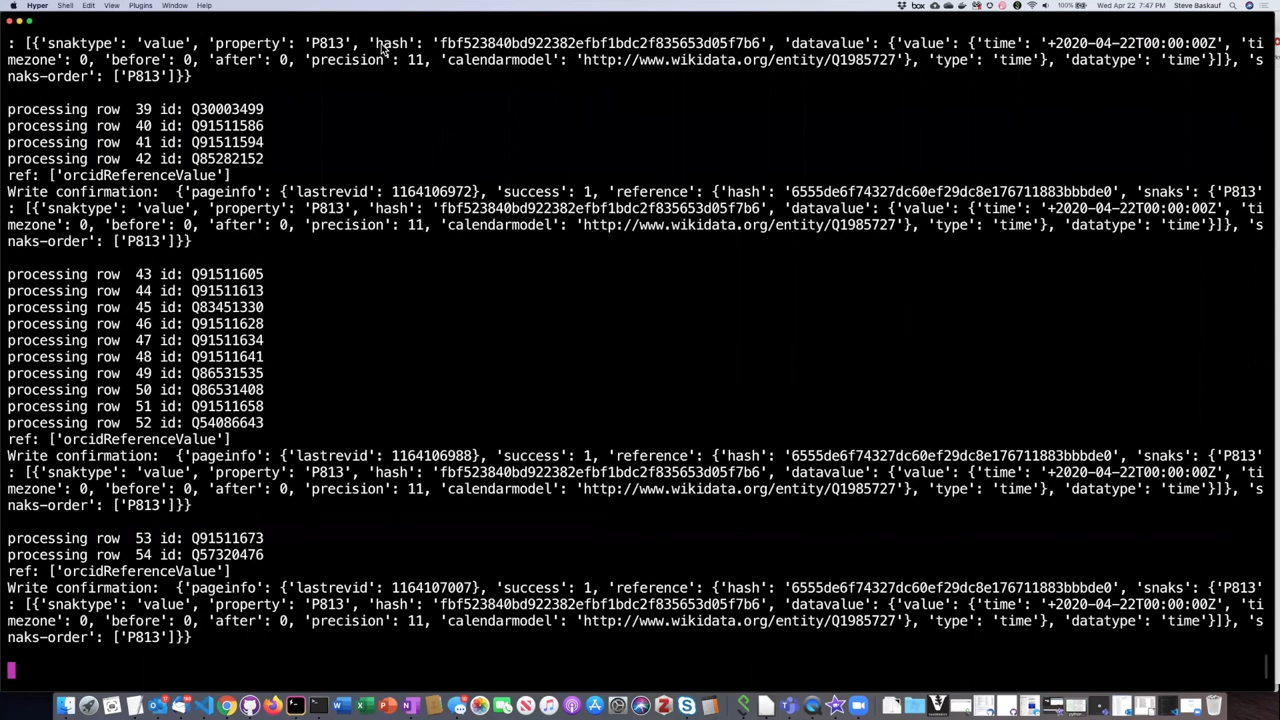 Hyper Shell Edit View Plugins Window Help box 100% Wed Apr 22 7:47 PM Steve Baskauf
: [{'snaktype': 'value', 'property': 'P813', 'hash': 'fbf523840bd922382efbf1bdc2f835653d05f7b6', 'datavalue': {'value': {'time': '+2020-04-22T00:00:00Z', 'ti
mezone': 0, 'before': 0, 'after': 0, 'precision': 11, 'calendarmodel': 'http://www.wikidata.org/entity/Q1985727'}, 'type': 'time'}, 'datatype': 'time'}]}, 's
naks-order': ['P813']}}
processing row  39 id: Q30003499
processing row  40 id: Q91511586
processing row  41 id: Q91511594
processing row  42 id: Q85282152
ref: ['orcidReferenceValue']
Write confirmation:  {'pageinfo': {'lastrevid': 1164106972}, 'success': 1, 'reference': {'hash': '6555de6f74327dc60ef29dc8e176711883bbbde0', 'snaks': {'P813'
: [{'snaktype': 'value', 'property': 'P813', 'hash': 'fbf523840bd922382efbf1bdc2f835653d05f7b6', 'datavalue': {'value': {'time': '+2020-04-22T00:00:00Z', 'ti
mezone': 0, 'before': 0, 'after': 0, 'precision': 11, 'calendarmodel': 'http://www.wikidata.org/entity/Q1985727'}, 'type': 'time'}, 'datatype': 'time'}]}, 's
naks-order': ['P813']}}
processing row  43 id: Q91511605
processing row  44 id: Q91511613
processing row  45 id: Q83451330
processing row  46 id: Q91511628
processing row  47 id: Q91511634
processing row  48 id: Q91511641
processing row  49 id: Q86531535
processing row  50 id: Q86531408
processing row  51 id: Q91511658
processing row  52 id: Q54086643
ref: ['orcidReferenceValue']
Write confirmation:  {'pageinfo': {'lastrevid': 1164106988}, 'success': 1, 'reference': {'hash': '6555de6f74327dc60ef29dc8e176711883bbbde0', 'snaks': {'P813'
: [{'snaktype': 'value', 'property': 'P813', 'hash': 'fbf523840bd922382efbf1bdc2f835653d05f7b6', 'datavalue': {'value': {'time': '+2020-04-22T00:00:00Z', 'ti
mezone': 0, 'before': 0, 'after': 0, 'precision': 11, 'calendarmodel': 'http://www.wikidata.org/entity/Q1985727'}, 'type': 'time'}, 'datatype': 'time'}]}, 's
naks-order': ['P813']}}
processing row  53 id: Q91511673
processing row  54 id: Q57320476
ref: ['orcidReferenceValue']
Write confirmation:  {'pageinfo': {'lastrevid': 1164107007}, 'success': 1, 'reference': {'hash': '6555de6f74327dc60ef29dc8e176711883bbbde0', 'snaks': {'P813'
: [{'snaktype': 'value', 'property': 'P813', 'hash': 'fbf523840bd922382efbf1bdc2f835653d05f7b6', 'datavalue': {'value': {'time': '+2020-04-22T00:00:00Z', 'ti
mezone': 0, 'before': 0, 'after': 0, 'precision': 11, 'calendarmodel': 'http://www.wikidata.org/entity/Q1985727'}, 'type': 'time'}, 'datatype': 'time'}]}, 's
naks-order': ['P813']}}